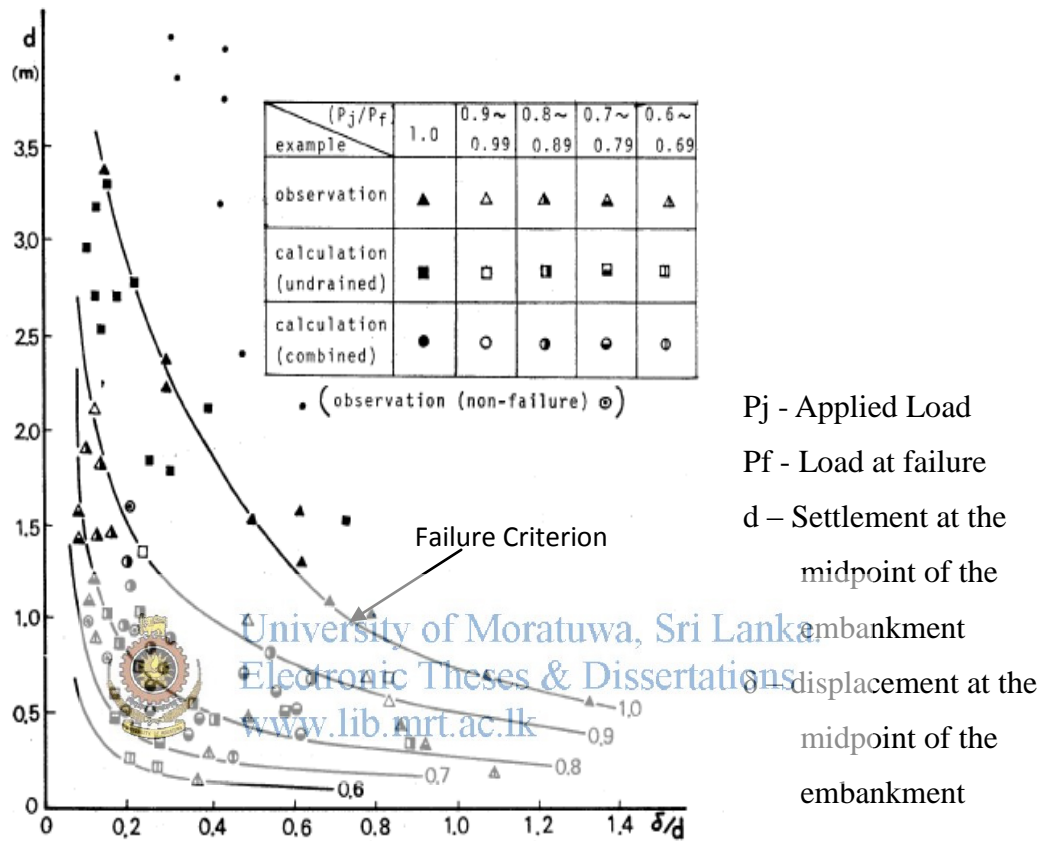 d
(m)
3,5
3,0
2,5
2,0
1,5
1,0
0,5
0
0
0,2
0,4
0,6
0,8
1,0
1,2
1,4
δ/d
(Pj/Pf
example
1.0
0.9~
0.99
0.8~
0.89
0.7~
0.79
0.6~
0.69
observation
calculation
(undrained)
calculation
(combined)
(observation (non-failure) ⊙)
Failure Criterion
1.0
0.9
0.8
0.7
0.6
University of Moratuwa, Sri Lanka.
Electronic Theses & Dissertations
www.lib.mrt.ac.lk
Pj - Applied Load
Pf - Load at failure
d – Settlement at the
midpoint of the
embankment
δ – displacement at the
midpoint of the
embankment